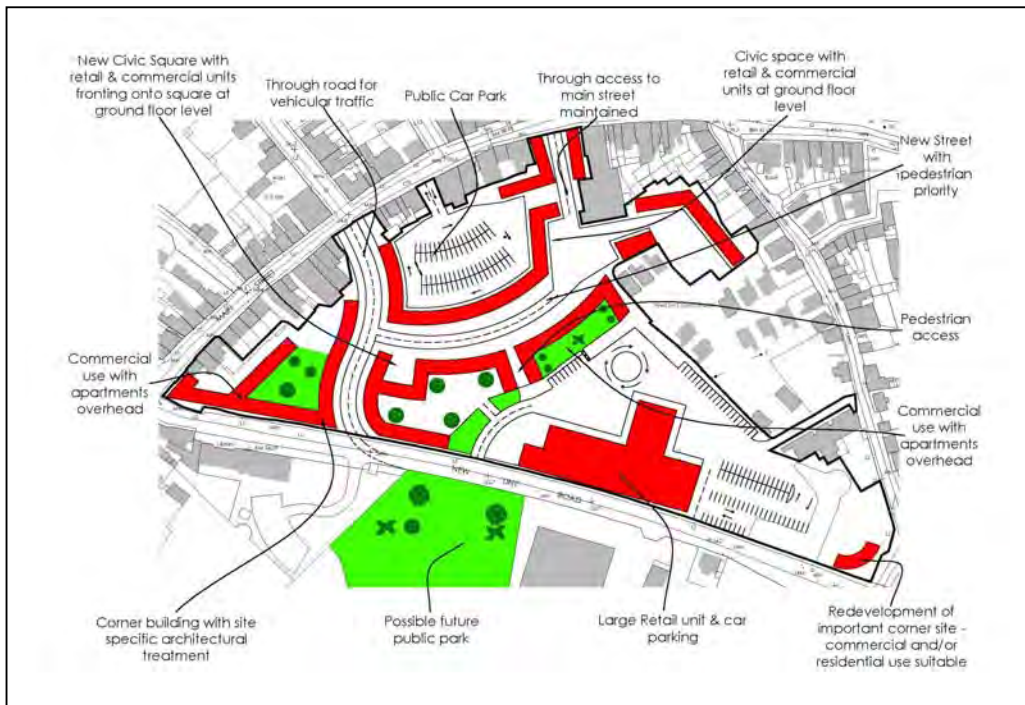 New Civic Square with
retail & commercial units
fronting onto square at
ground floor level
Through road for
vehicular traffic
Public Car Park
Through access to
main street
maintained
Civic space with
retail & commercial
units at ground floor
level
New Street
with
pedestrian
priority
Pedestrian
access
Commercial
use with
apartments
overhead
Commercial
use with
apartments
overhead
MAIN
NEW LINE ROAD
Corner building with site
specific architectural
treatment
Possible future
public park
Large Retail unit & car
parking
Redevelopment of
important corner site -
commercial and/or
residential use suitable